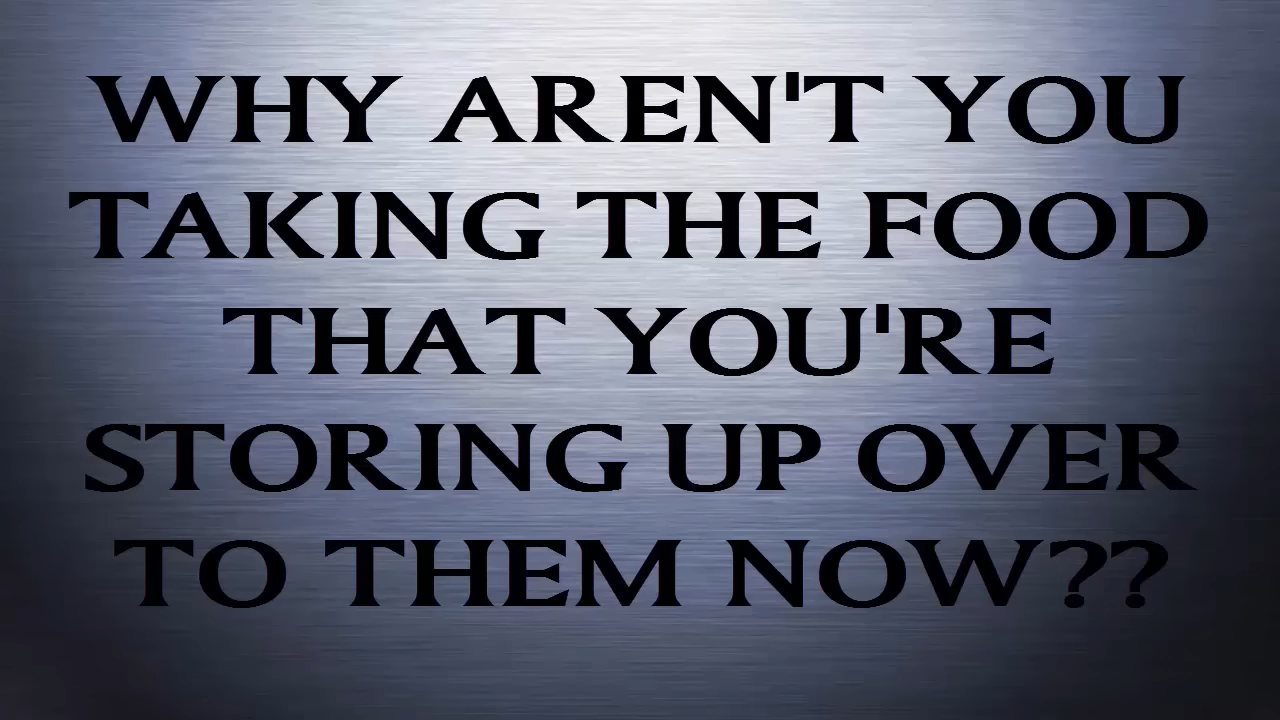 WHY AREN'T YOU
TAKING THE FOOD
THAT YOU'RE
STORING UP OVER
TO THEM NOW??